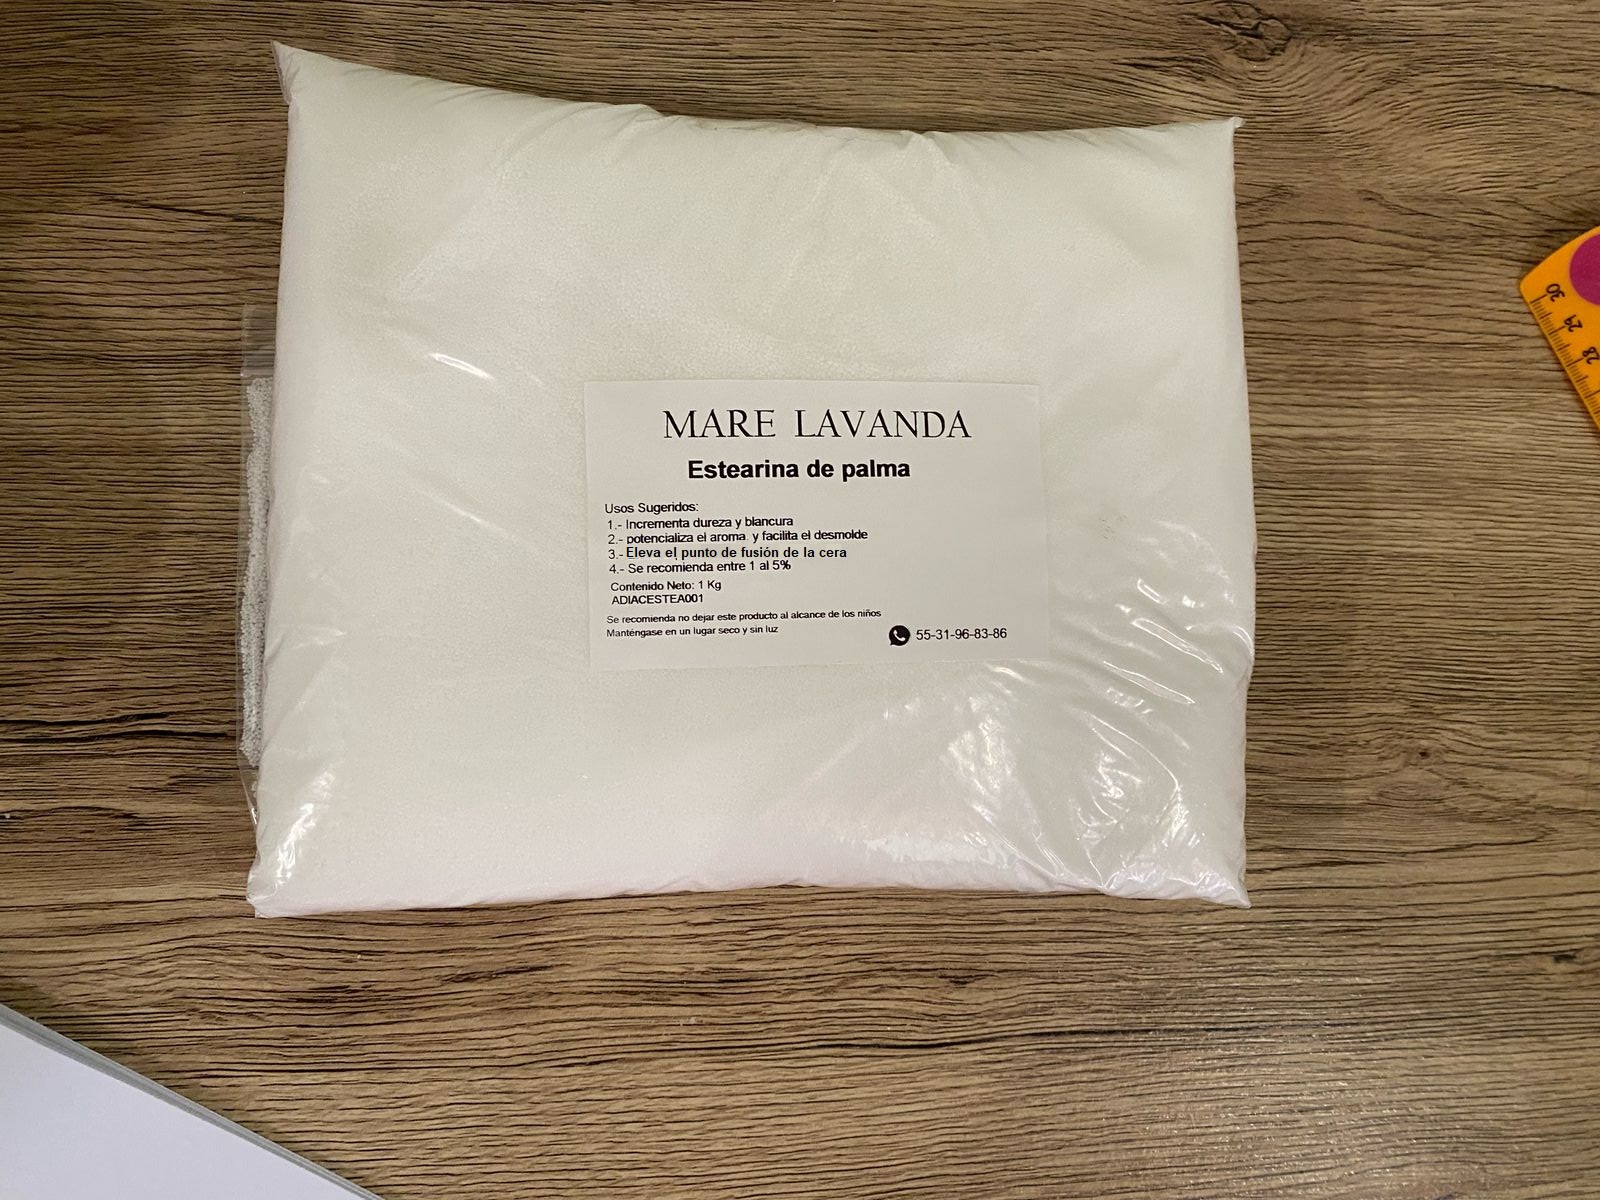 MARE LAVANDA
Estearina de palma
Usos Sugeridos:
1.- Incrementa dureza y blancura
2.- potencializa el aroma y facilita el desmolde
3.- Eleva el punto de fusión de la cera
4.- Se recomienda entre 1 al 5%
Contenido Neto: 1 Kg
ADIACESTEA001
Se recomienda no dejar este producto al alcance de los niños
Manténgase en un lugar seco y sin luz
55-31-96-83-86
30
29
28